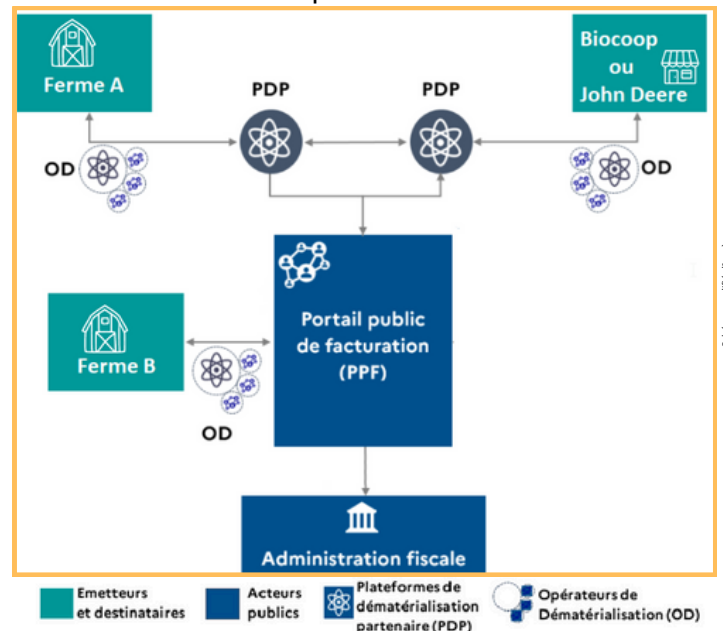 Ferme A
PDP
PDP
Biocoop
ou
John Deere
OD
OD
Portail public
de facturation
(PPF)
Ferme B
OD
Administration fiscale
Emetteurs
et destinataires
Acteurs
publics
Plateformes de
dématérialisation
partenaire (PDP)
Opérateurs de
Dématérialisation (OD)